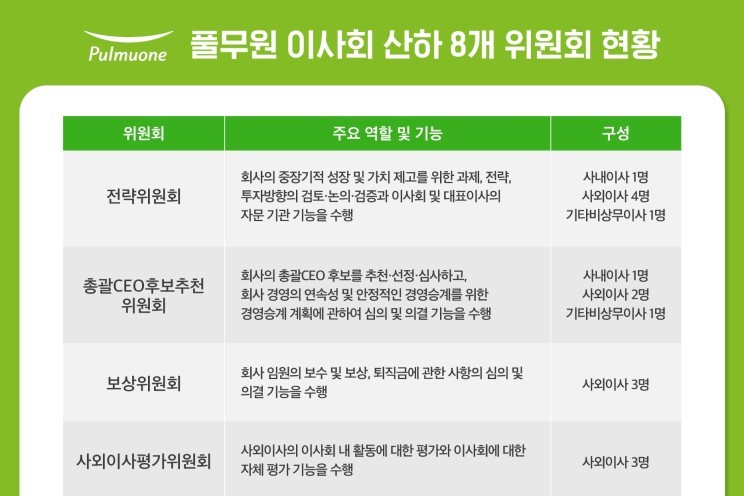 Pulmuone 풀무원 이사회 산하 8개 위원회 현황
위원회 주요 역할 및 기능 구성
전략위원회
회사의 중장기적 성장 및 가치 제고를 위한 과제, 전략,
투자방향의 검토·논의·검증과 이사회 및 대표이사의
자문 기관 기능을 수행
사내이사 1명
사외이사 4명
기타비상무이사 1명
총괄CEO후보추천
위원회
회사의 총괄CEO 후보를 추천·선정·심사하고,
회사 경영의 연속성 및 안정적인 경영승계를 위한
경영승계 계획에 관하여 심의 및 의결 기능을 수행
사내이사 1명
사외이사 2명
기타비상무이사 1명
보상위원회
회사 임원의 보수 및 보상, 퇴직금에 관한 사항의 심의 및
의결 기능을 수행
사외이사 3명
사외이사평가위원회
사외이사의 이사회 내 활동에 대한 평가와 이사회에 대한
자체 평가 기능을 수행
사외이사 3명